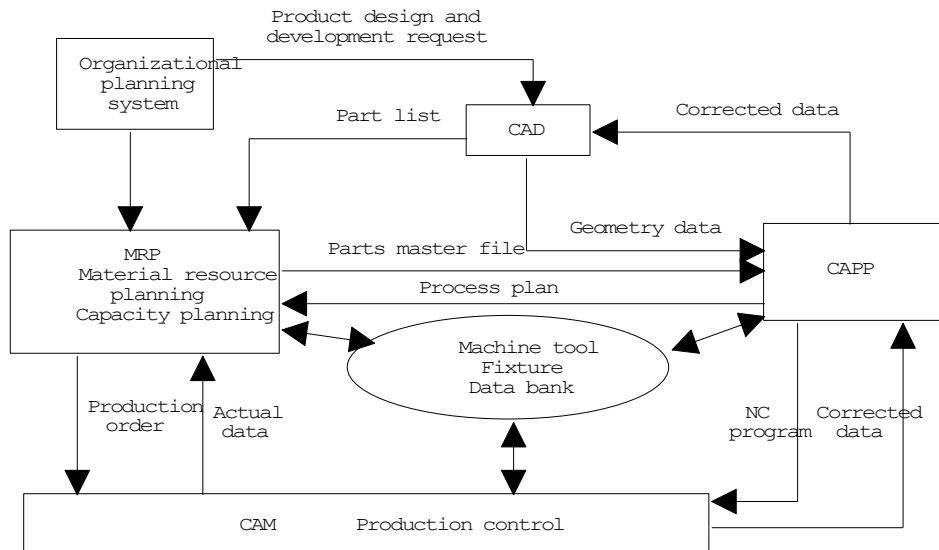 Product design and
development request
Organizational
planning
system
Part list
CAD
Corrected data
Geometry data
MRP
Material resource
planning
Capacity planning
Parts master file
CAPP
Process plan
Machine tool
Fixture
Data bank
Production
order
Actual
data
NC
program
Corrected
data
CAM Production control